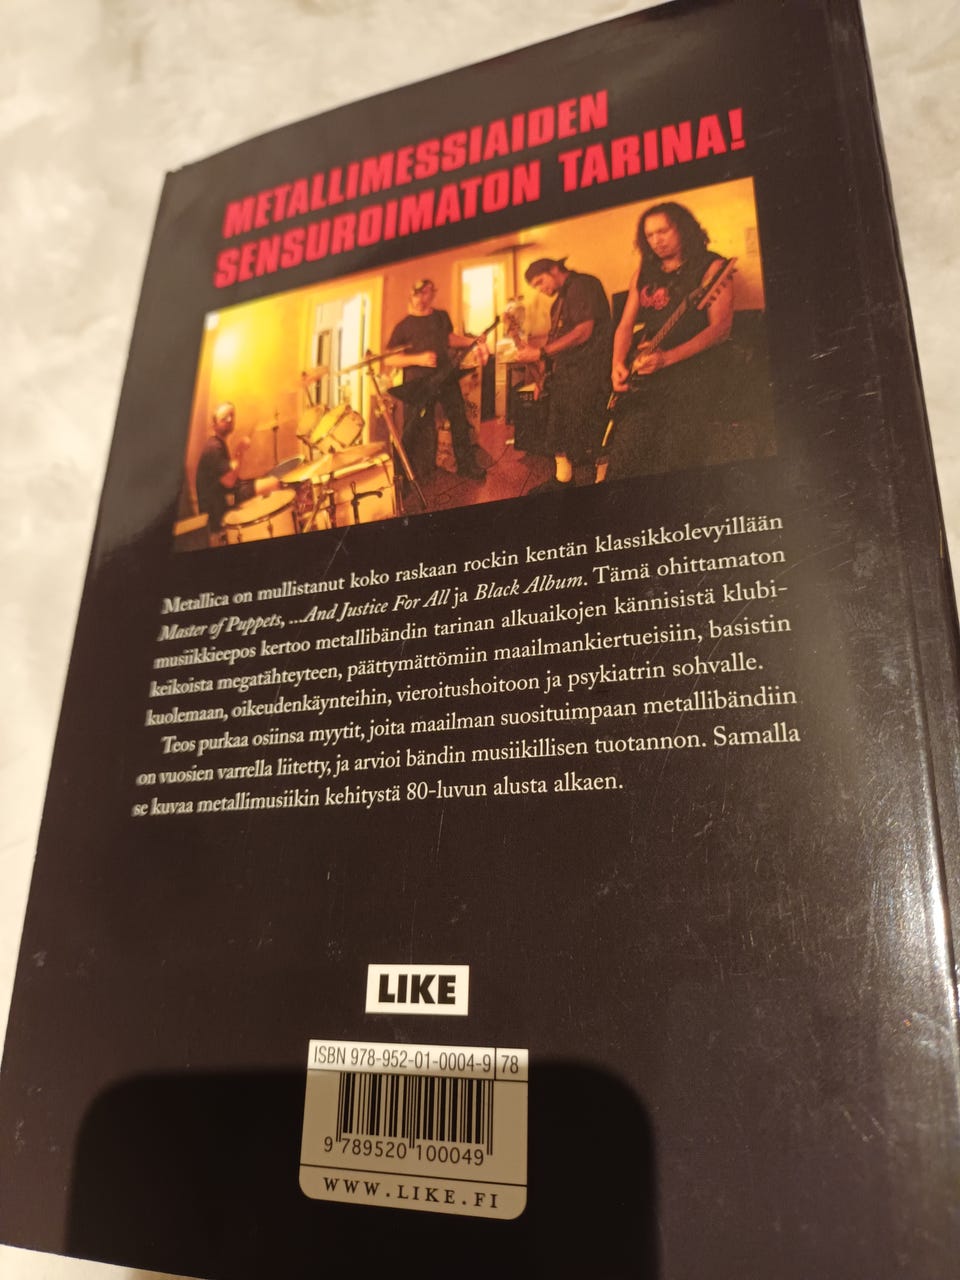 METALLIMESSIAIDEN
SENSUROIMATON TARINA!
Metallica on mullistanut koko raskaan rockin kentän klassikkolevyillään
Master of Puppets, ...And Justice For All ja Black Album. Tämä ohittamaton
musiikkieepos kertoo metallibändin tarinan alkuaikojen kännisistä klubi-
keikoista megatähteyteen, päättymättömiin maailmankiertueisiin, basistin
kuolemaan, oikeudenkäynteihin, vieroitushoitoon ja psykiatrin sohvalle.
Teos purkaa osiinsa myytit, joita maailman suosituimpaan metallibändiin
on vuosien varrella liitetty, ja arvioi bändin musiikillisen tuotannon. Samalla
se kuvaa metallimusiikin kehitystä 80-luvun alusta alkaen.
LIKE
ISBN 978-952-01-0004-9 78
9 789520 100049
WWW.LIKE.FI